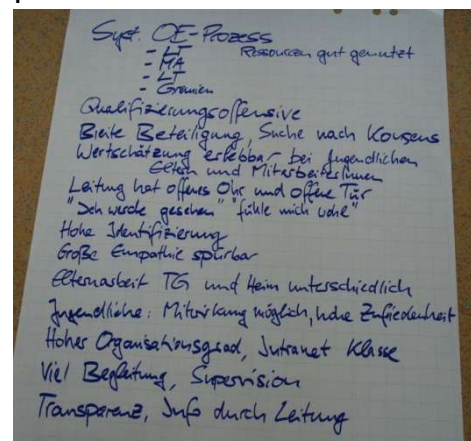 Syst. OE-Prozess
- LT Ressourcen gut genutzt
- MA
- LT
- Gremien
Qualifizierungsoffensive
Breite Beteiligung, Suche nach Konsens
Wertschätzung erlebbar bei Jugendlichen
Eltern und MitarbeiterInnen
Leitung hat offenes Ohr und offene Tür
"Ich werde gesehen" "fühle mich wohl"
Hohe Identifizierung
Große Empathie spürbar
Elternarbeit TG und Heim unterschiedlich
Jugendliche: Mitwirkung möglich, hohe Zufriedenheit
Hoher Organisationsgrad, Intranet Klasse
Viel Begleitung, Supervision
Transparenz, Info durch Leitung